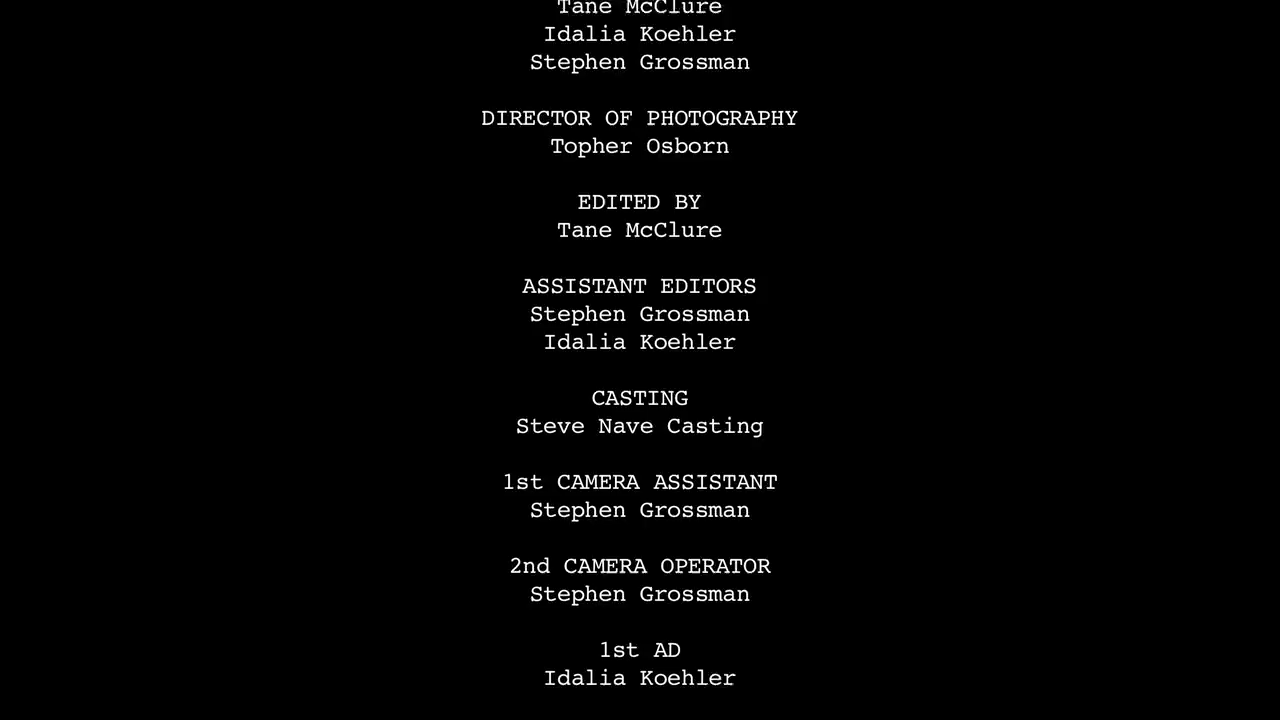 Tane McClure
Idalia Koehler
Stephen Grossman
DIRECTOR OF PHOTOGRAPHY
Topher Osborn
EDITED BY
Tane McClure
ASSISTANT EDITORS
Stephen Grossman
Idalia Koehler
CASTING
Steve Nave Casting
1st CAMERA ASSISTANT
Stephen Grossman
2nd CAMERA OPERATOR
Stephen Grossman
1st AD
Idalia Koehler